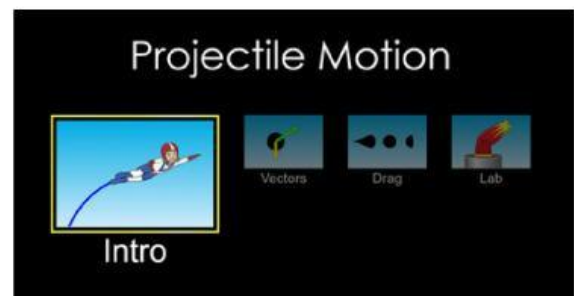 Projectile Motion
Vectors
Drag
Lab
Intro